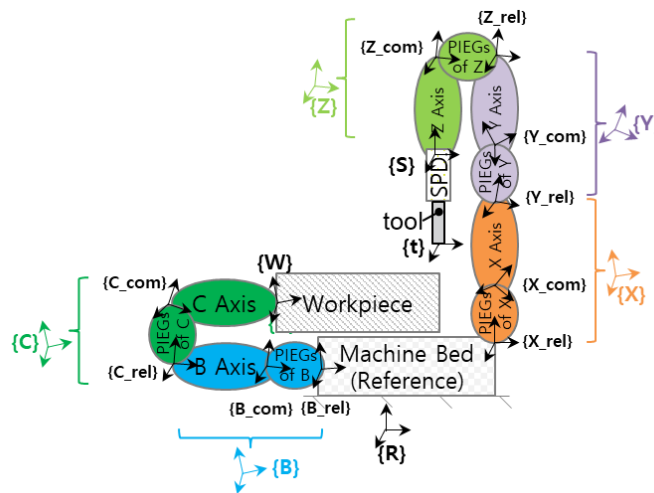 {Z_rel}
{Z_com}
PIEGs
of Z
{Z}
Z Axis
Y Axis
{Y
{Y_com}
{S}
SPDL
PIEGs
of Y
{Y_rel}
tool
{t}
X Axis
{W}
{X_com}
{C_com}
{X}
C Axis
Workpiece
PIEGs
of X
{C}
PIEGs
of C
{X_rel}
{C_rel}
B Axis
PIEGs
of B
Machine Bed
(Reference)
{B_com}
{B_rel}
{R}
{B}